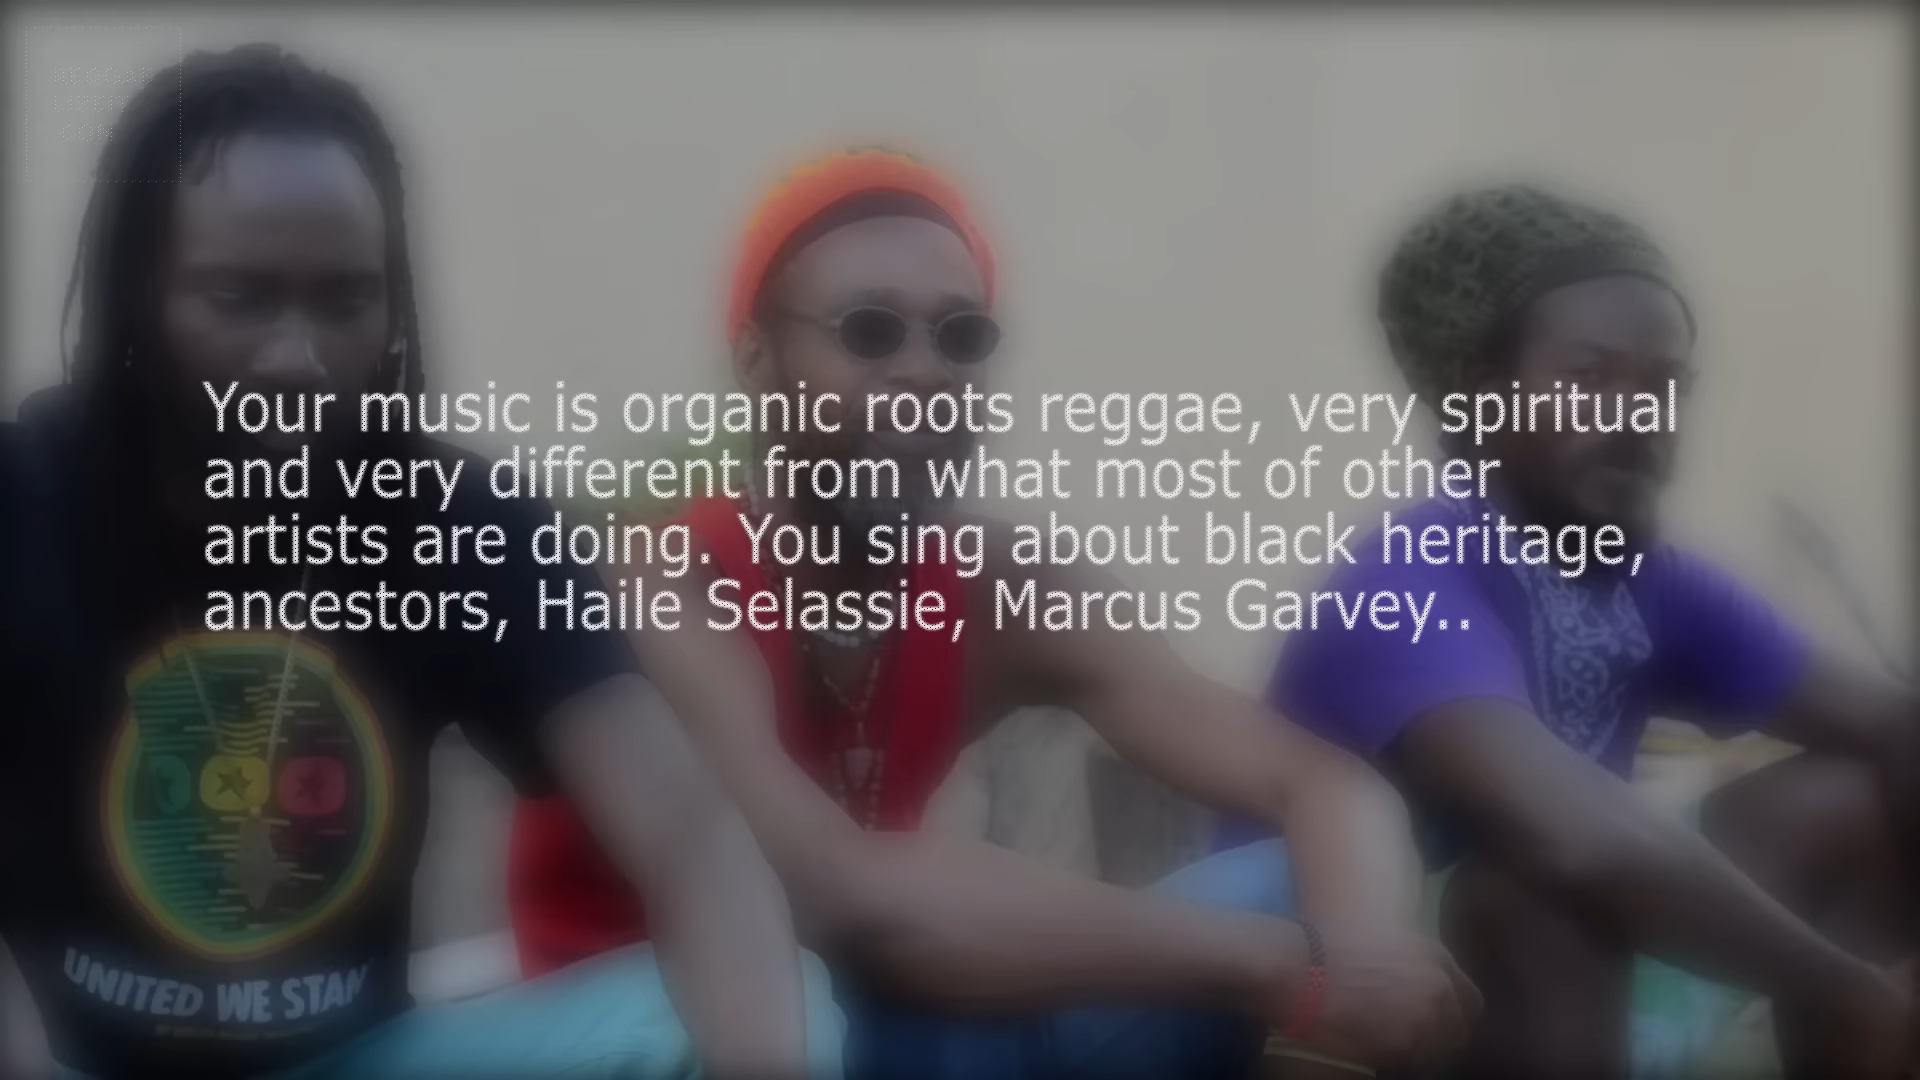 REGGAE
Your music is organic roots reggae, very spiritual
and very different from what most of other
artists are doing. You sing about black heritage,
ancestors, Haile Selassie, Marcus Garvey..
UNITED WE STAN